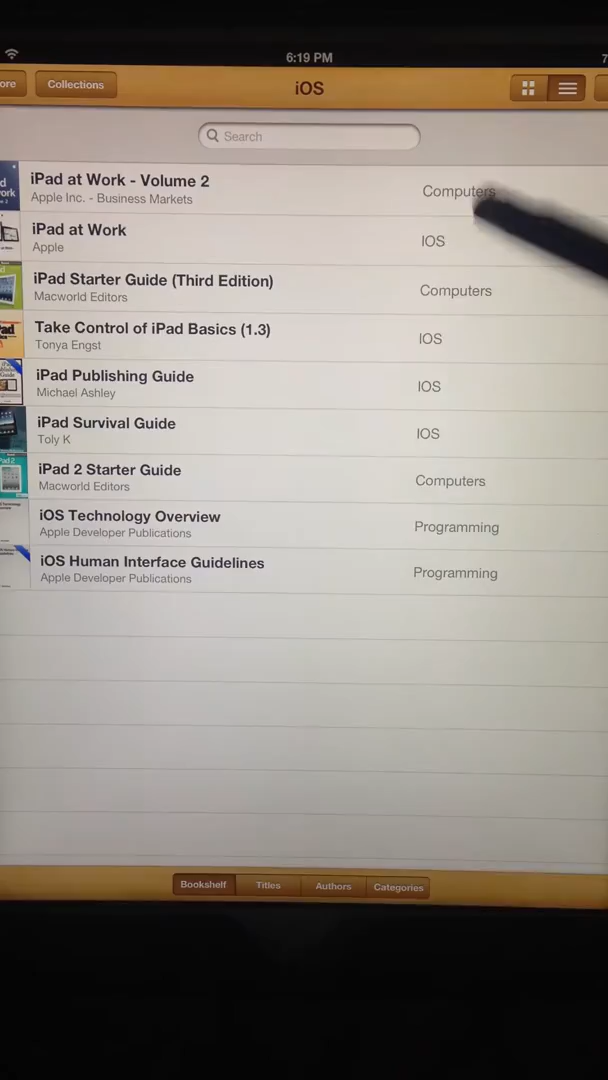 6:19 PM
7
ore Collections iOS
Search
iPad at Work - Volume 2
Apple Inc. - Business Markets
Computers
iPad at Work
Apple
IOS
iPad Starter Guide (Third Edition)
Macworld Editors
Computers
Take Control of iPad Basics (1.3)
Tonya Engst
IOS
iPad Publishing Guide
Michael Ashley
IOS
iPad Survival Guide
Toly K
IOS
iPad 2 Starter Guide
Macworld Editors
Computers
iOS Technology Overview
Apple Developer Publications
Programming
iOS Human Interface Guidelines
Apple Developer Publications
Programming
Bookshelf Titles Authors Categories